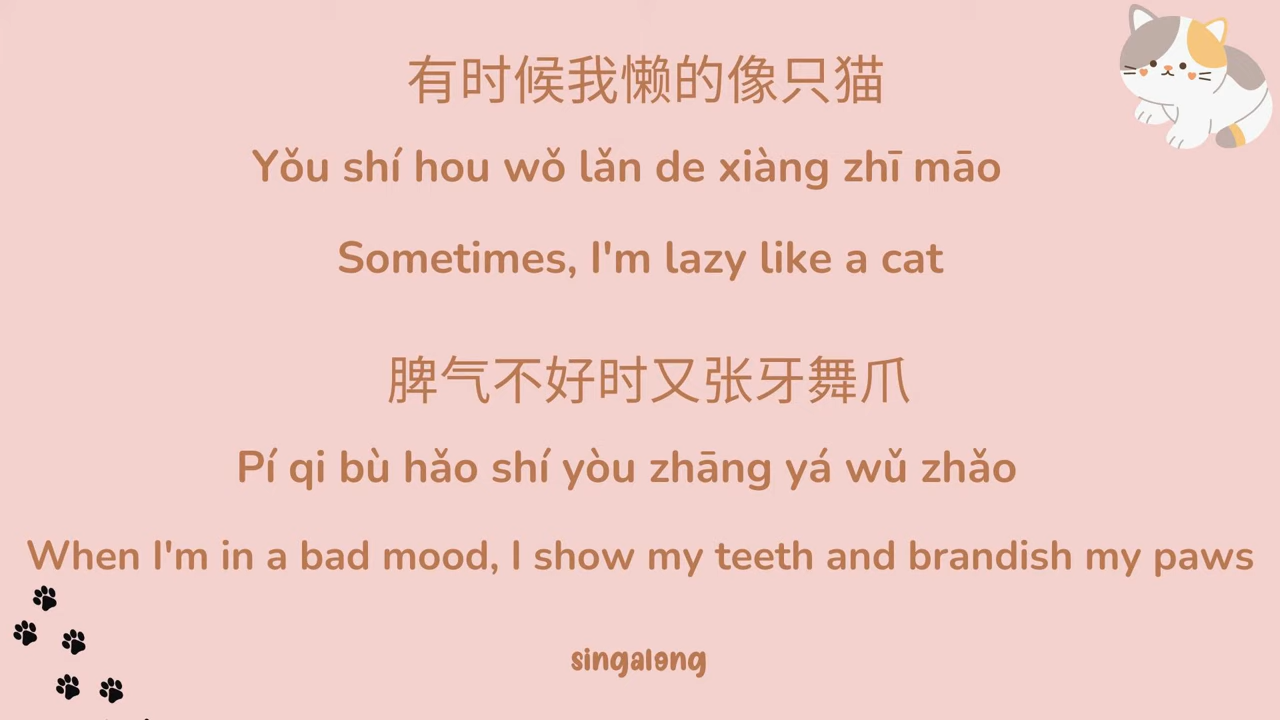 有时候我懒的像只猫
Yǒu shí hou wǒ lǎn de xiàng zhī māo
Sometimes, I'm lazy like a cat
脾气不好时又张牙舞爪
Pí qi bù hǎo shí yòu zhāng yá wǔ zhǎo
When I'm in a bad mood, I show my teeth and brandish my paws
singalong